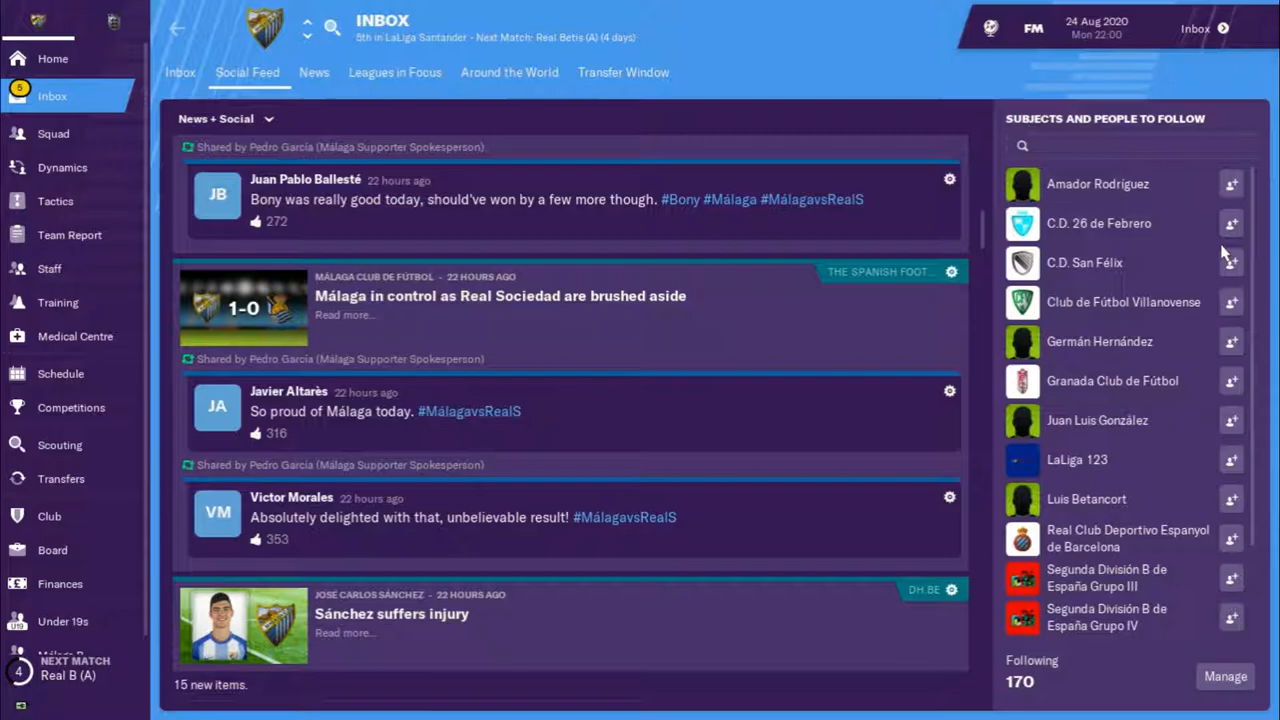 INBOX
5th in LaLiga Santander - Next Match: Real Betis (A) (4 days)
FM
24 Aug 2020
Mon 22:00
Inbox
Home
5
Inbox
Squad
Dynamics
Tactics
Team Report
Staff
Training
Medical Centre
Schedule
Competitions
Scouting
Transfers
Club
Board
Finances
U19
Under 19s
4
NEXT MATCH
Real B (A)
Inbox
Social Feed
News
Leagues in Focus
Around the World
Transfer Window
News + Social
Shared by Pedro García (Málaga Supporter Spokesperson)
JB
Juan Pablo Ballesté 22 hours ago
Bony was really good today, should've won by a few more though. #Bony #Málaga #MálagavsRealS
272
1-0
MÁLAGA CLUB DE FÚTBOL - 22 HOURS AGO
THE SPANISH FOOT...
Málaga in control as Real Sociedad are brushed aside
Read more...
Shared by Pedro García (Málaga Supporter Spokesperson)
JA
Javier Altarès 22 hours ago
So proud of Málaga today. #MálagavsRealS
316
Shared by Pedro García (Málaga Supporter Spokesperson)
VM
Victor Morales 22 hours ago
Absolutely delighted with that, unbelievable result! #MálagavsRealS
353
JOSÉ CARLOS SÁNCHEZ - 22 HOURS AGO
DH.BE
Sánchez suffers injury
Read more...
15 new items.
SUBJECTS AND PEOPLE TO FOLLOW
Amador Rodríguez
C.D. 26 de Febrero
C.D. San Félix
Club de Fútbol Villanovense
Germán Hernández
Granada Club de Fútbol
Juan Luis González
LaLiga 123
Luis Betancort
Real Club Deportivo Espanyol
de Barcelona
Segunda División B de
España Grupo III
Segunda División B de
España Grupo IV
Following
170
Manage